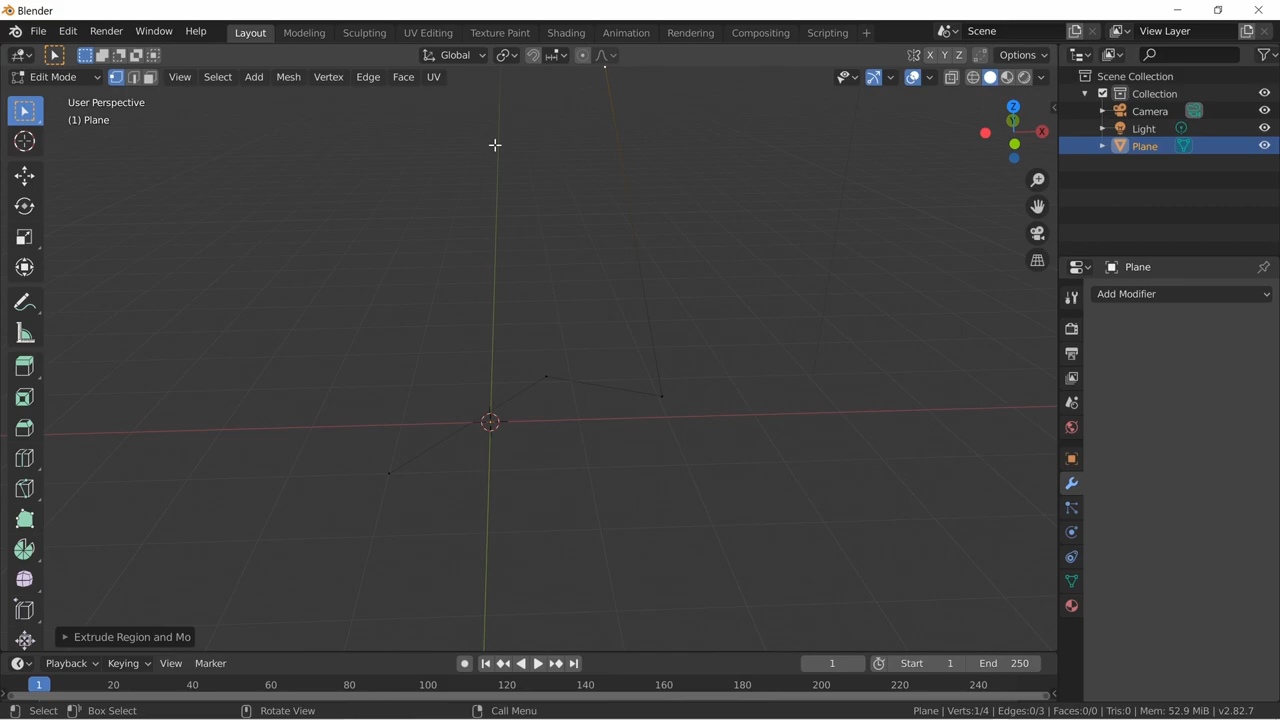 Blender
File Edit Render Window Help Layout Modeling Sculpting UV Editing Texture Paint Shading Animation Rendering Compositing Scripting + Scene View Layer
Global X Y Z Options
Edit Mode View Select Add Mesh Vertex Edge Face UV
User Perspective
(1) Plane
Z
Y
X
Scene Collection
Collection
Camera
Light
Plane
Plane
Add Modifier
Extrude Region and Mo
Playback Keying View Marker 1 Start 1 End 250
1 20 40 60 80 100 120 140 160 180 200 220 240
Select Box Select Rotate View Call Menu Plane | Verts:1/4 | Edges:0/3 | Faces:0/0 | Tris:0 | Mem: 52.9 MiB | v2.82.7